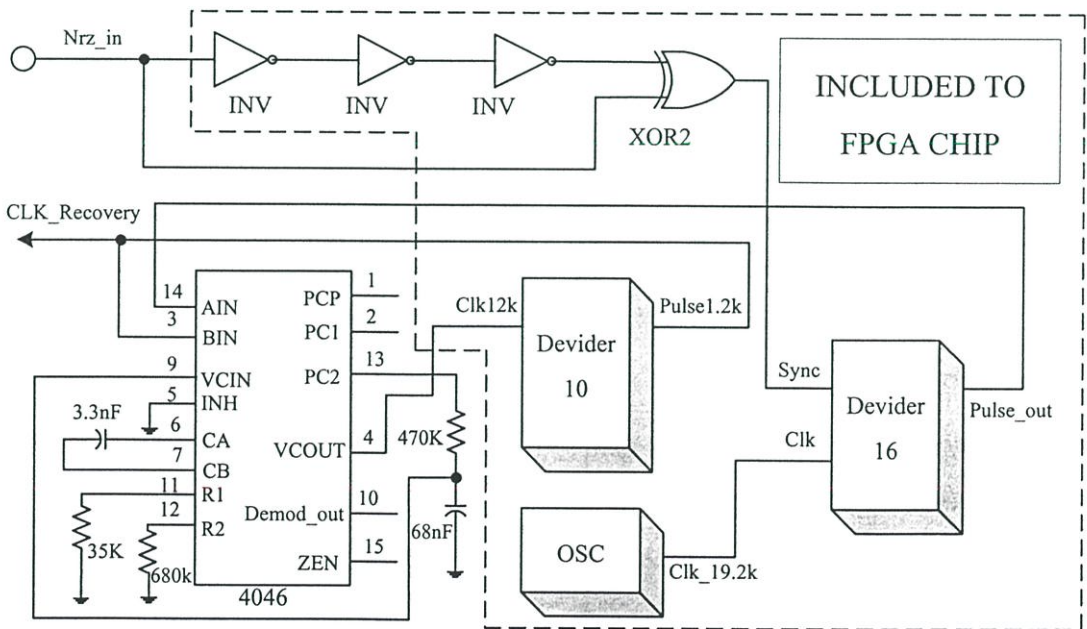 Nrz_in
INV
INV
INV
XOR2
INCLUDED TO
FPGA CHIP
CLK_Recovery
14
3
9
5
6
7
11
12
AIN
BIN
VCIN
INH
CA
CB
R1
R2
PCP
PC1
PC2
VCOUT
Demod_out
ZEN
1
2
13
4
10
15
4046
3.3nF
35K
680k
470K
68nF
Clk12k
Devider
10
Pulse1.2k
OSC
Clk_19.2k
Sync
Clk
Devider
16
Pulse_out